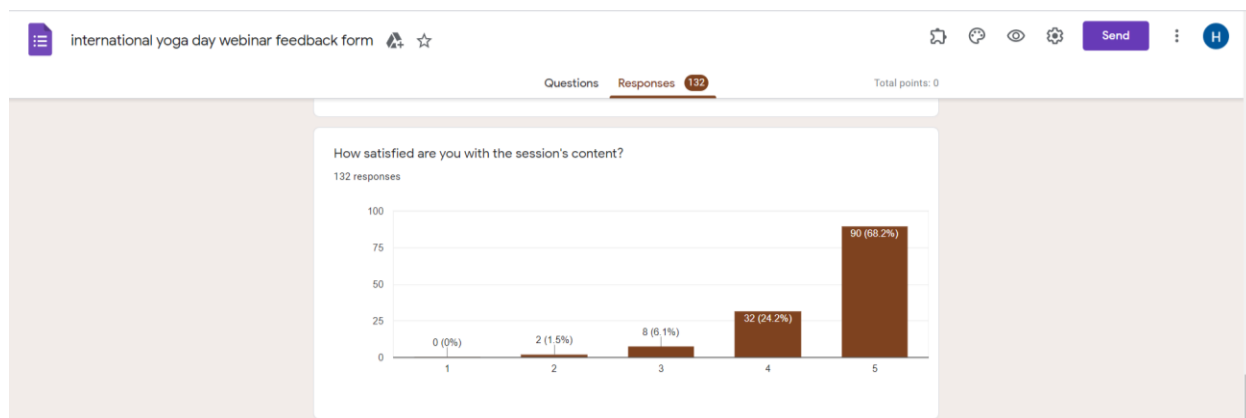 international yoga day webinar feedback form
Send
H
Questions Responses 132
Total points: 0
How satisfied are you with the session's content?
132 responses
100
75
50
25
0
0 (0%)
2 (1.5%)
8 (6.1%)
32 (24.2%)
90 (68.2%)
1 2 3 4 5